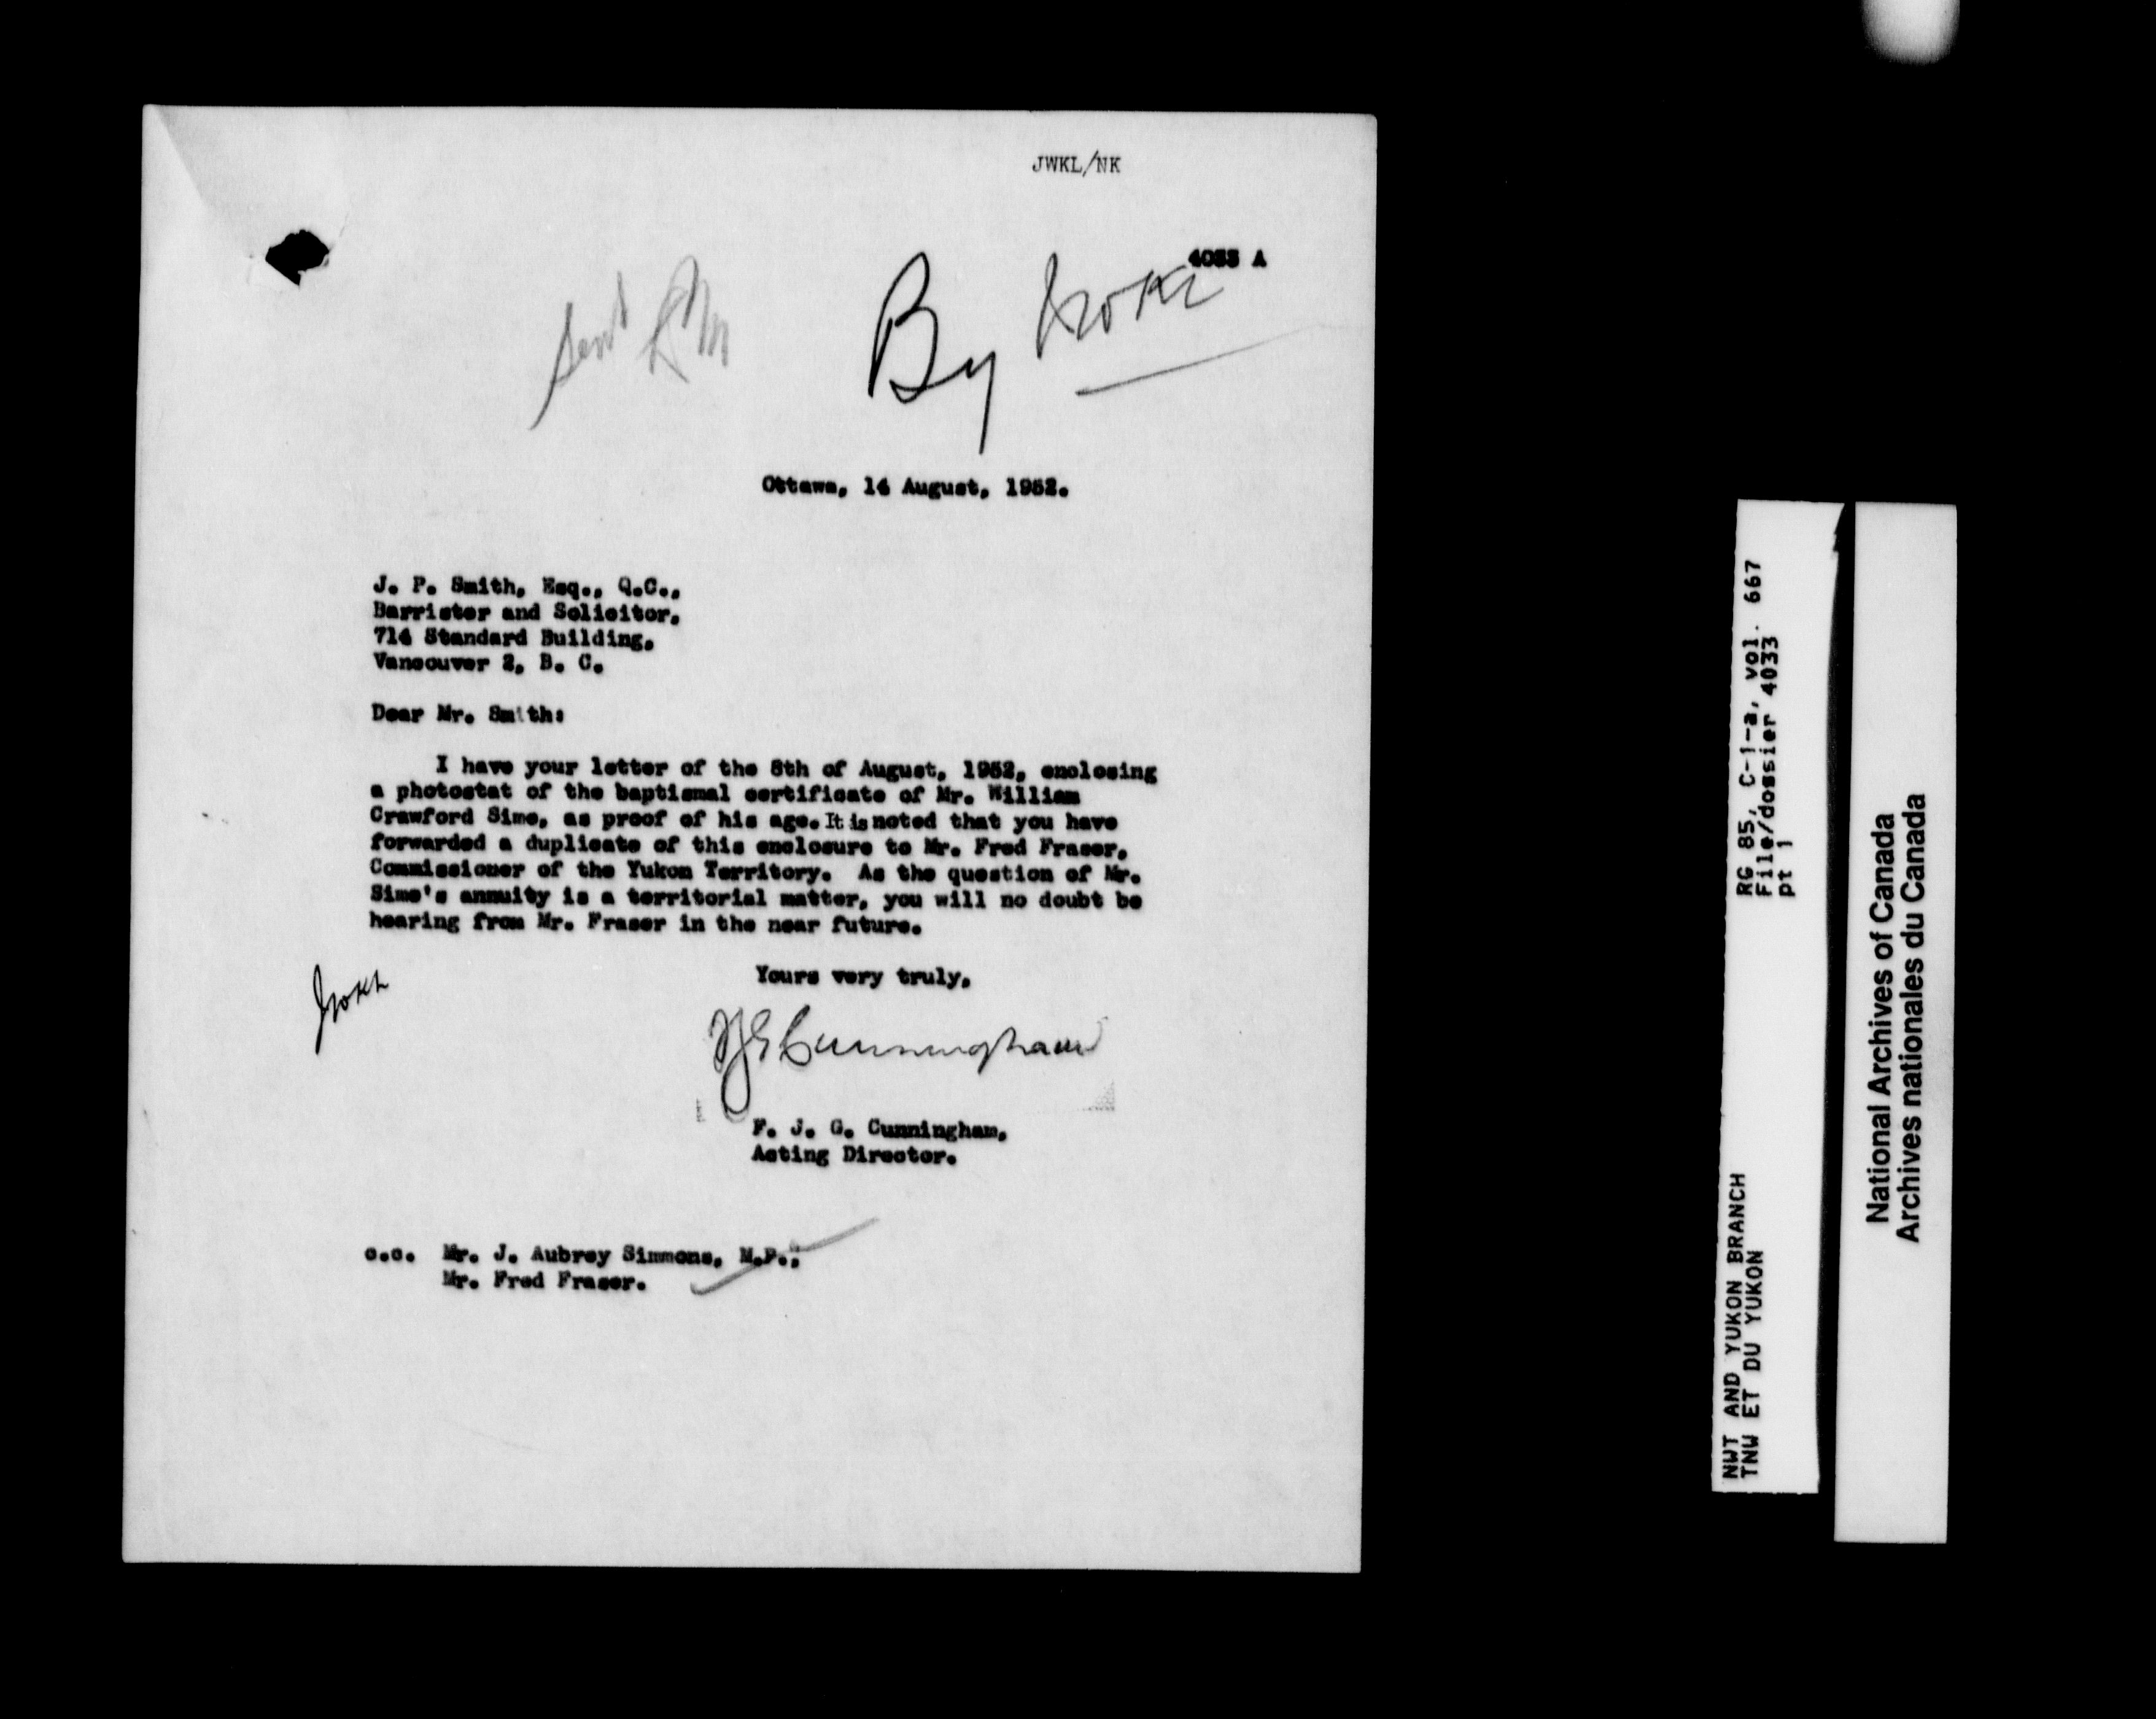 JWKL/NK
4033 A
By JWKL
Ottawa, 14 August, 1952.
J. P. Smith, Esq., Q.C.,
Barrister and Solicitor,
714 Standard Building,
Vancouver 2, B. C.
Dear Mr. Smith:
I have your letter of the 8th of August, 1952, enclosing
a photostat of the baptismal certificate of Mr. William
Crawford Sime, as proof of his age. It is noted that you have
forwarded a duplicate of this enclosure to Mr. Fred Fraser,
Commissioner of the Yukon Territory. As the question of Mr.
Sime's annuity is a territorial matter, you will no doubt be
hearing from Mr. Fraser in the near future.
JWKL
Yours very truly,
FJG Cunningham
F. J. G. Cunningham,
Acting Director.
c.c. Mr. J. Aubrey Simmons, M.P.,
Mr. Fred Fraser.
NWT AND YUKON BRANCH RG 85, C-1-a, vol. 667
TNW ET DU YUKON File/dossier 4033
pt 1
National Archives of Canada
Archives nationales du Canada